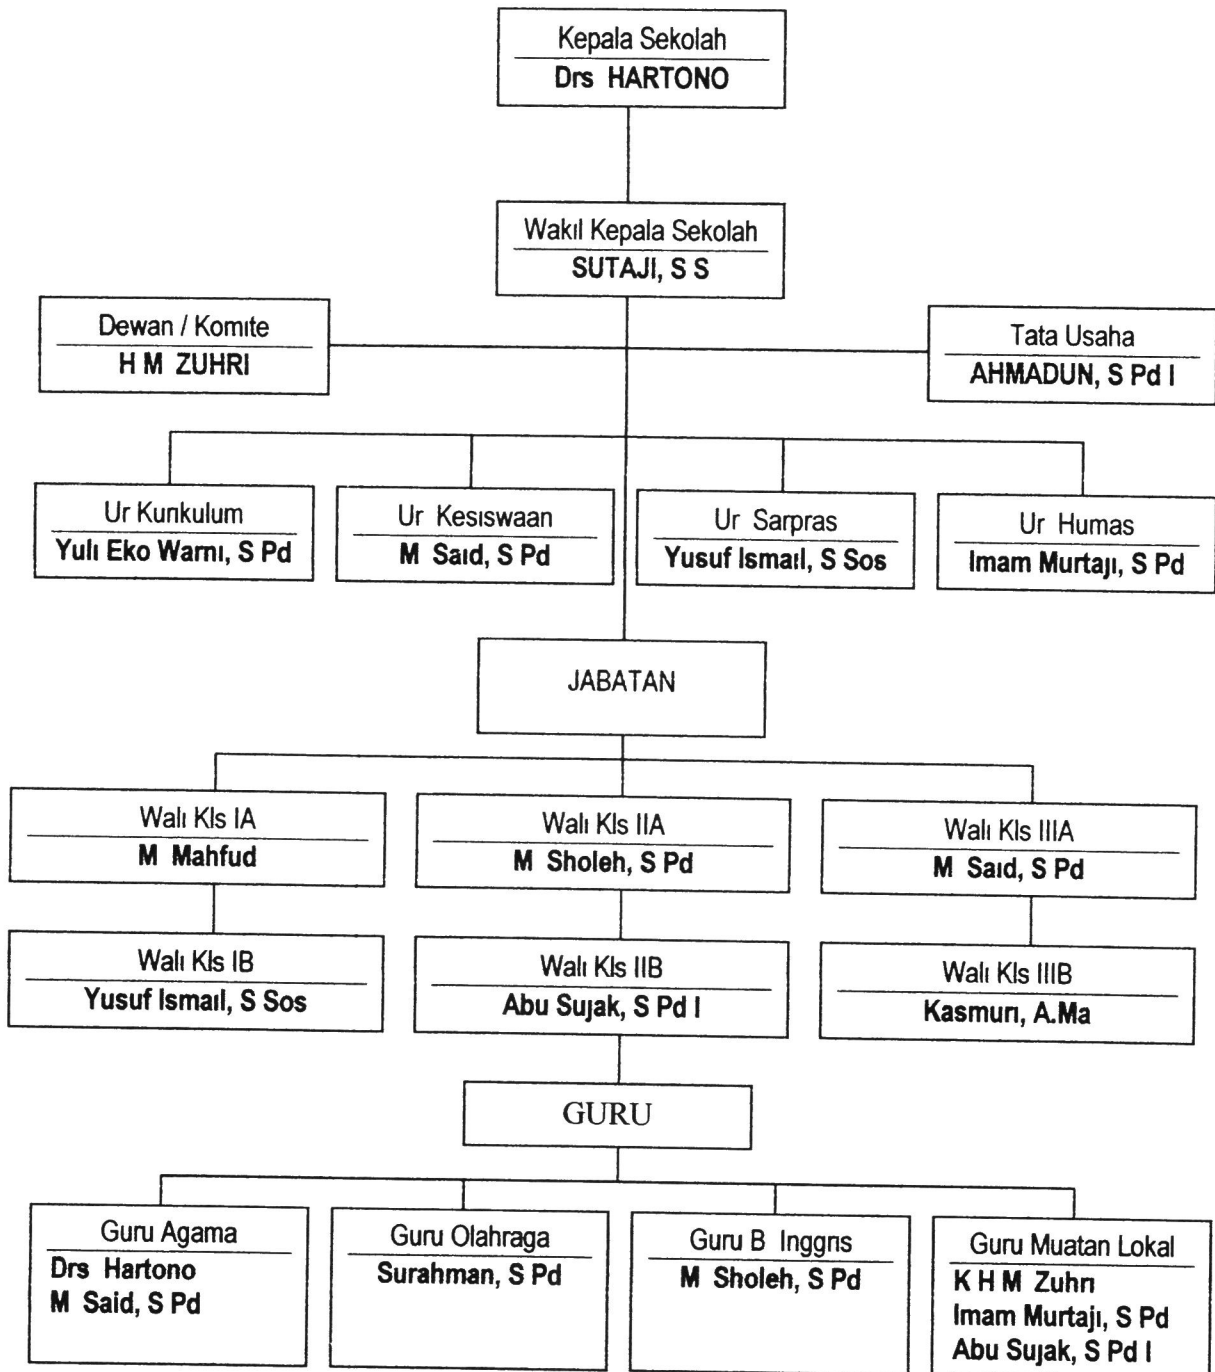 Kepala Sekolah
Drs HARTONO
Wakil Kepala Sekolah
SUTAJI, S S
Dewan / Komite
H M ZUHRI
Tata Usaha
AHMADUN, S Pd I
Ur Kurikulum
Yuli Eko Warni, S Pd
Ur Kesiswaan
M Said, S Pd
Ur Sarpras
Yusuf Ismail, S Sos
Ur Humas
Imam Murtaji, S Pd
JABATAN
Wali Kls IA
M Mahfud
Wali Kls IIA
M Sholeh, S Pd
Wali Kls IIIA
M Said, S Pd
Wali Kls IB
Yusuf Ismail, S Sos
Wali Kls IIB
Abu Sujak, S Pd I
Wali Kls IIIB
Kasmuri, A.Ma
GURU
Guru Agama
Drs Hartono
M Said, S Pd
Guru Olahraga
Surahman, S Pd
Guru B Inggris
M Sholeh, S Pd
Guru Muatan Lokal
K H M Zuhri
Imam Murtaji, S Pd
Abu Sujak, S Pd I